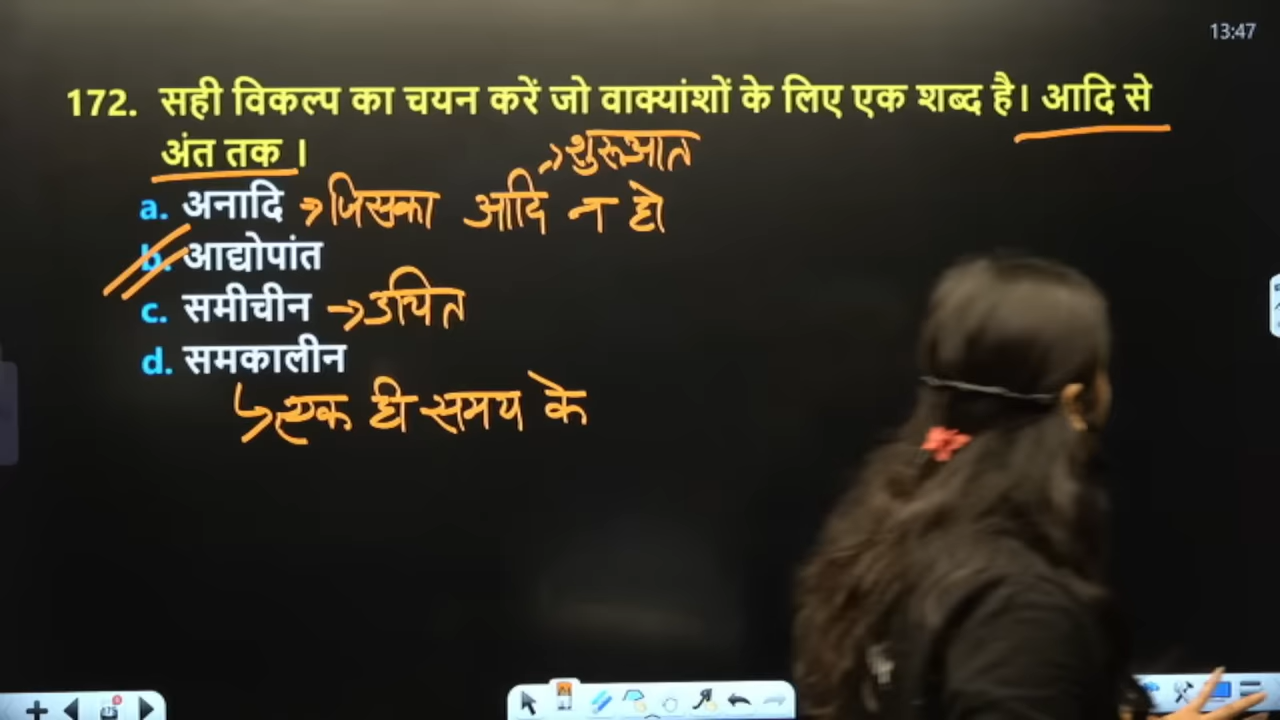 13:47
172. सही विकल्प का चयन करें जो वाक्यांशों के लिए एक शब्द है। आदि से
अंत तक ।
→शुरूआत
a. अनादि → जिसका आदि न हो
b. आद्योपांत
c. समीचीन → उचित
d. समकालीन
↳ एक ही समय के